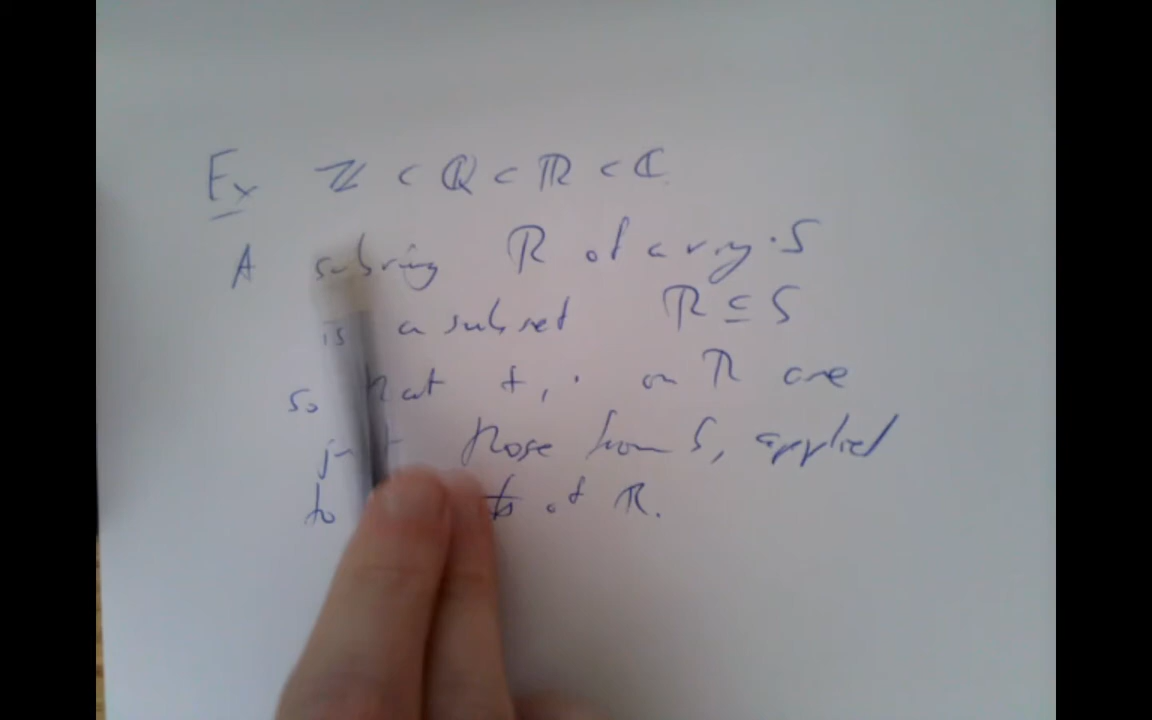 Ex ℤ < ℚ < ℝ < ℂ
A subring R of a ring S
is a subset R ⊆ S
so that +, · on R are
those from S, applied
to of R.